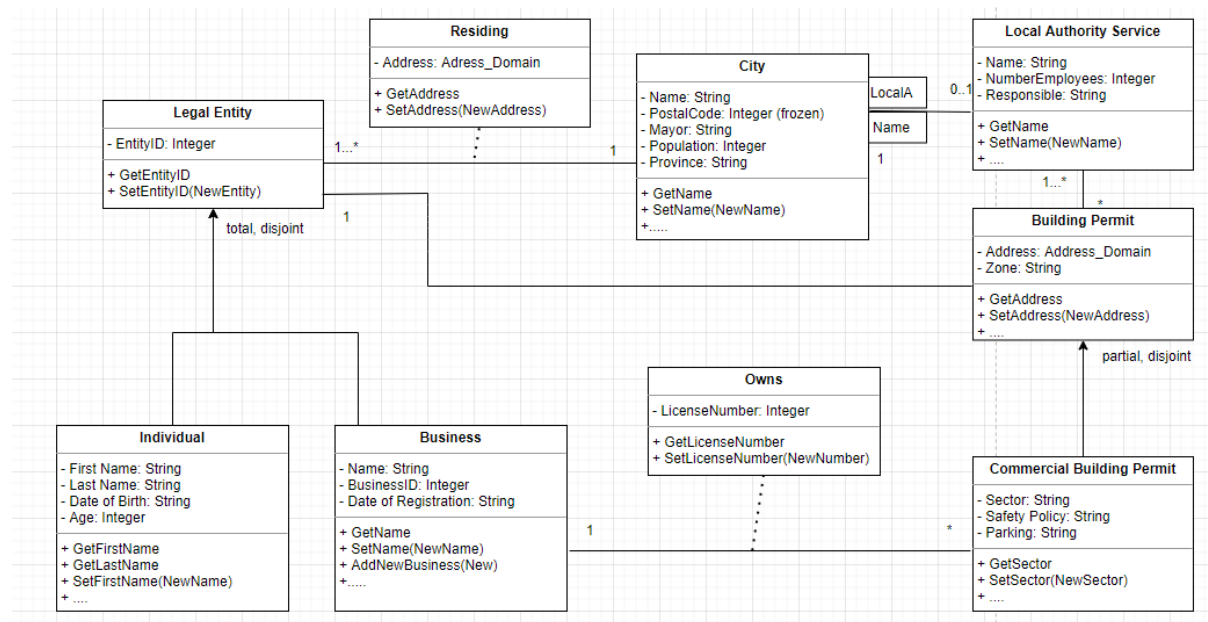 Residing
- Address: Adress_Domain
+ GetAddress
+ SetAddress(NewAddress)
Local Authority Service
- Name: String
- NumberEmployees: Integer
- Responsible: String
+ GetName
+ SetName(NewName)
+ ....
City
- Name: String
- PostalCode: Integer (frozen)
- Mayor: String
- Population: Integer
- Province: String
+ GetName
+ SetName(NewName)
+.....
LocalA
Name
0..1
1
Legal Entity
- EntityID: Integer
+ GetEntityID
+ SetEntityID(NewEntity)
1...*
1
1
total, disjoint
1...*
*
Building Permit
- Address: Address_Domain
- Zone: String
+ GetAddress
+ SetAddress(NewAddress)
+ ....
partial, disjoint
Owns
- LicenseNumber: Integer
+ GetLicenseNumber
+ SetLicenseNumber(NewNumber)
Individual
- First Name: String
- Last Name: String
- Date of Birth: String
- Age: Integer
+ GetFirstName
+ GetLastName
+ SetFirstName(NewName)
+ ....
Business
- Name: String
- BusinessID: Integer
- Date of Registration: String
+ GetName
+ SetName(NewName)
+ AddNewBusiness(New)
+.....
1
*
Commercial Building Permit
- Sector: String
- Safety Policy: String
- Parking: String
+ GetSector
+ SetSector(NewSector)
+ ....